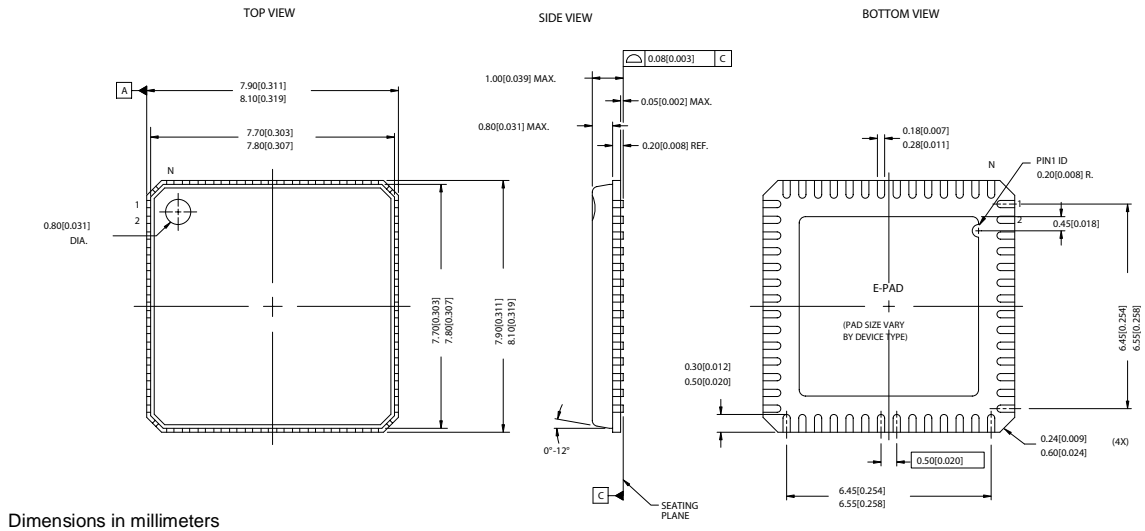 TOP VIEW
SIDE VIEW
BOTTOM VIEW
A
7.90[0.311]
8.10[0.319]
7.70[0.303]
7.80[0.307]
N
1
2
0.80[0.031]
DIA.
7.70[0.303]
7.80[0.307]
7.90[0.311]
8.10[0.319]
0.08[0.003]
C
1.00[0.039] MAX.
0.05[0.002] MAX.
0.80[0.031] MAX.
0.20[0.008] REF.
0°-12°
C
SEATING
PLANE
0.18[0.007]
0.28[0.011]
N
PIN1 ID
0.20[0.008] R.
1
2
0.45[0.018]
E-PAD
(PAD SIZE VARY
BY DEVICE TYPE)
6.45[0.254]
6.55[0.258]
0.30[0.012]
0.50[0.020]
0.24[0.009]
0.60[0.024]
(4X)
0.50[0.020]
6.45[0.254]
6.55[0.258]
Dimensions in millimeters